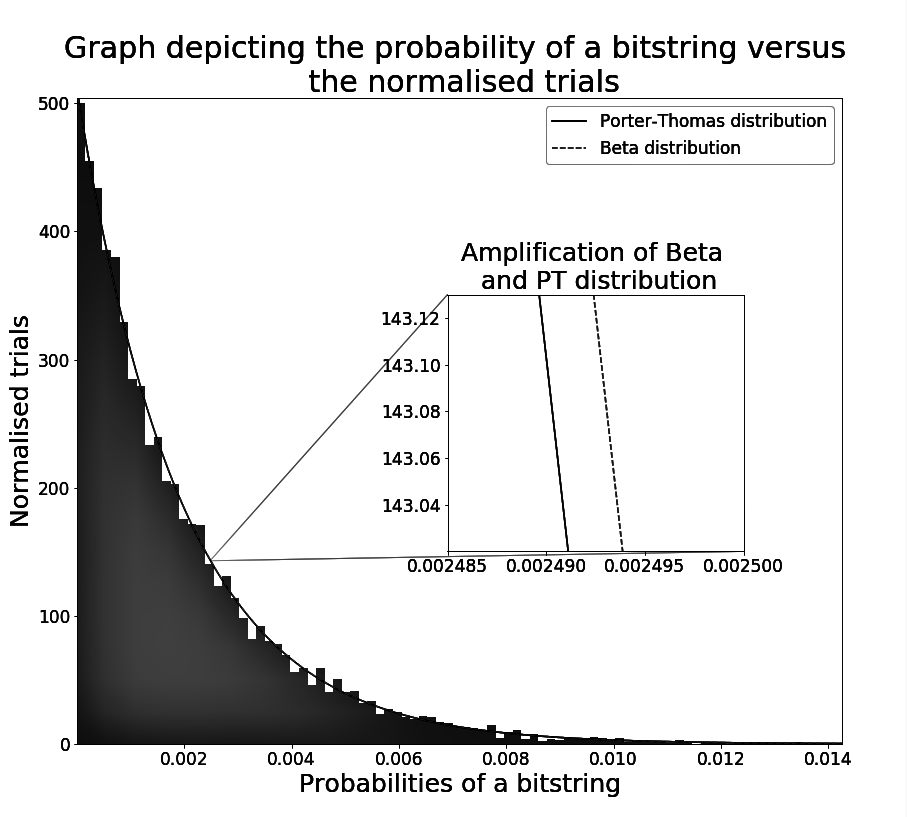 Graph depicting the probability of a bitstring versus
the normalised trials
500
400
300
200
100
0
Normalised trials
Porter-Thomas distribution
Beta distribution
Amplification of Beta
and PT distribution
143.12
143.10
143.08
143.06
143.04
0.002485 0.002490 0.002495 0.002500
0.002 0.004 0.006 0.008 0.010 0.012 0.014
Probabilities of a bitstring